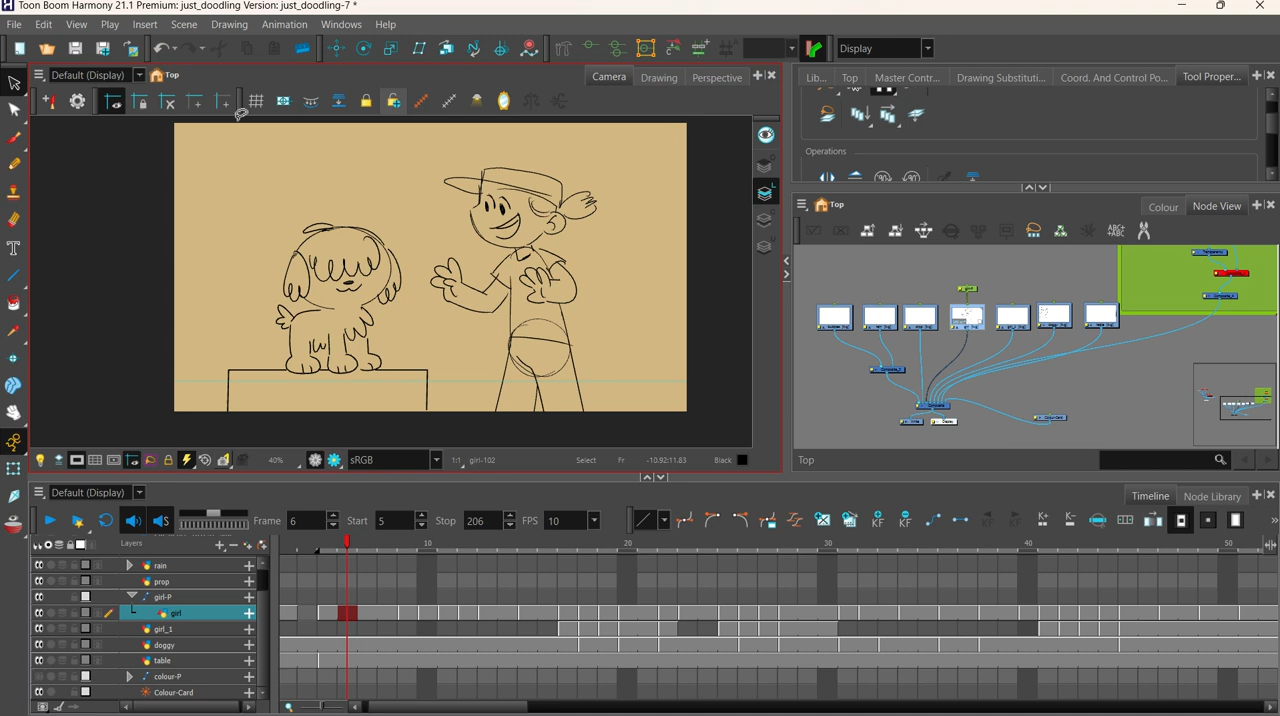 Toon Boom Harmony 21.1 Premium: just_doodling Version: just_doodling-7 *
File Edit View Play Insert Scene Drawing Animation Windows Help
Display
Default (Display) Top Camera Drawing Perspective
Lib... Top Master Contr... Drawing Substituti... Coord. And Control Po... Tool Proper...
Operations
Top Colour Node View
40% sRGB 1:1 girl-102 Select Fr -10.92:11.83 Black
Top
Default (Display) Timeline Node Library
Frame 6 Start 5 Stop 206 FPS 10
KF KF KF KF
Layers 10 20 30 40 50
rain
prop
girl-P
girl
girl_1
doggy
table
colour-P
Colour-Card